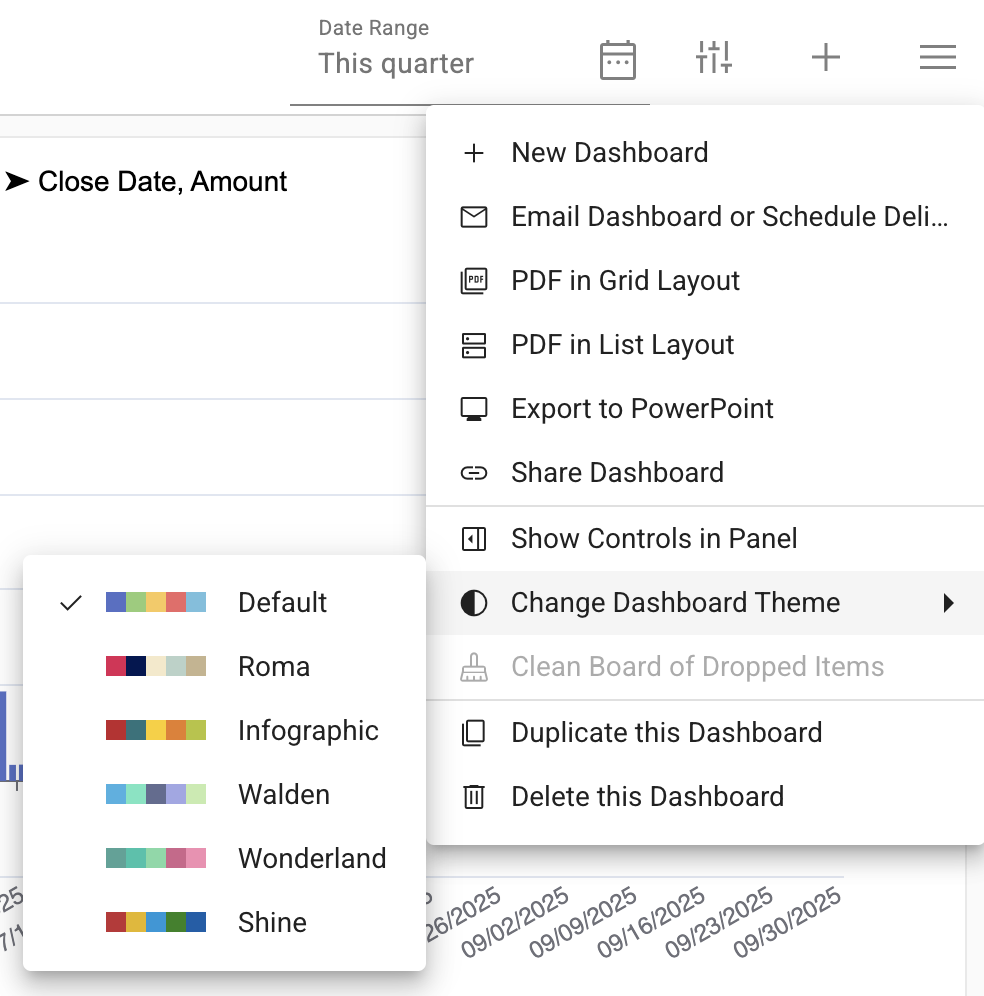 Date Range
This quarter
➤ Close Date, Amount
New Dashboard
Email Dashboard or Schedule Deli...
PDF
PDF in Grid Layout
PDF in List Layout
Export to PowerPoint
Share Dashboard
Show Controls in Panel
Change Dashboard Theme
Clean Board of Dropped Items
Duplicate this Dashboard
Delete this Dashboard
Default
Roma
Infographic
Walden
Wonderland
Shine
26/2025
09/02/2025
09/09/2025
09/16/2025
09/23/2025
09/30/2025